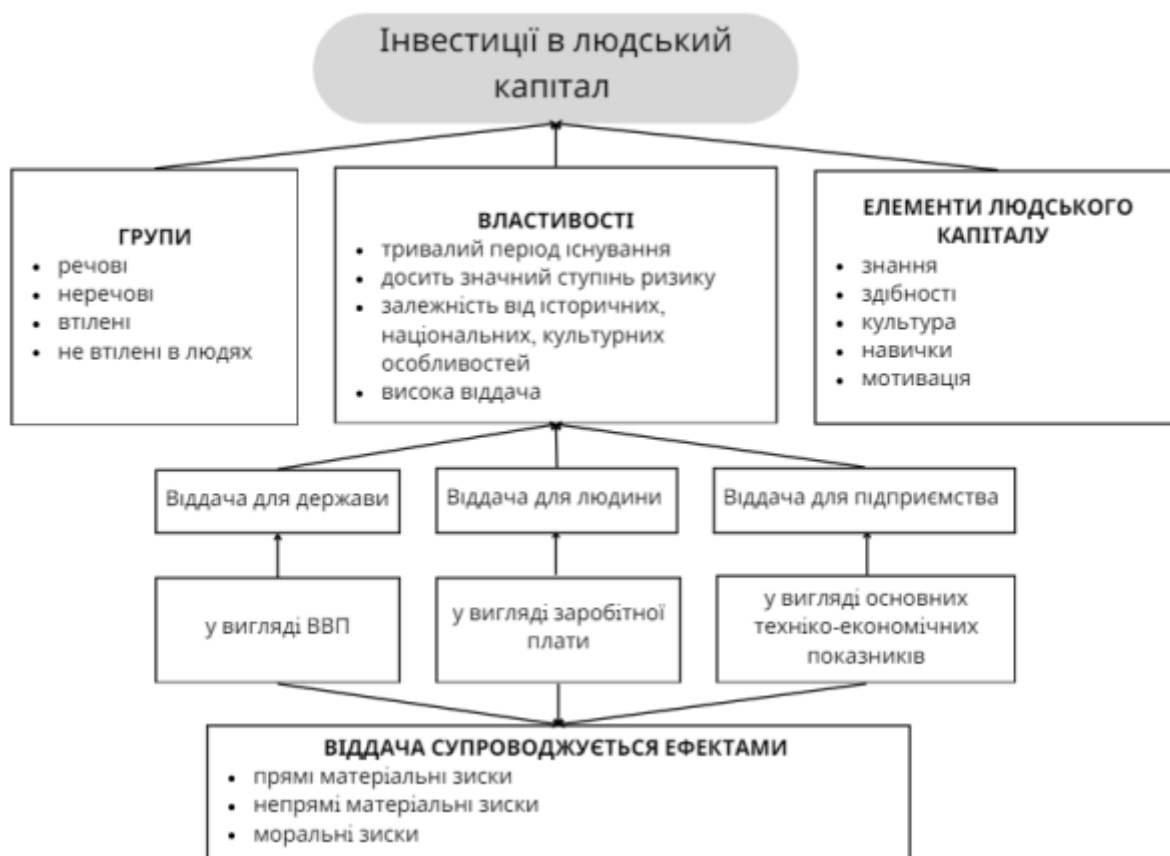 Інвестиції в людський
капітал
ГРУПИ
• речові
• неречові
• втілені
• не втілені в людях
ВЛАСТИВОСТІ
• тривалий період існування
• досить значний ступінь ризику
• залежність від історичних,
національних, культурних
особливостей
• висока віддача
ЕЛЕМЕНТИ ЛЮДСЬКОГО
КАПІТАЛУ
• знання
• здібності
• культура
• навички
• мотивація
Віддача для держави
Віддача для людини
Віддача для підприємства
у вигляді ВВП
у вигляді заробітної
плати
у вигляді основних
техніко-економічних
показників
ВІДДАЧА СУПРОВОДЖУЄТЬСЯ ЕФЕКТАМИ
• прямі матеріальні зиски
• непрямі матеріальні зиски
• моральні зиски